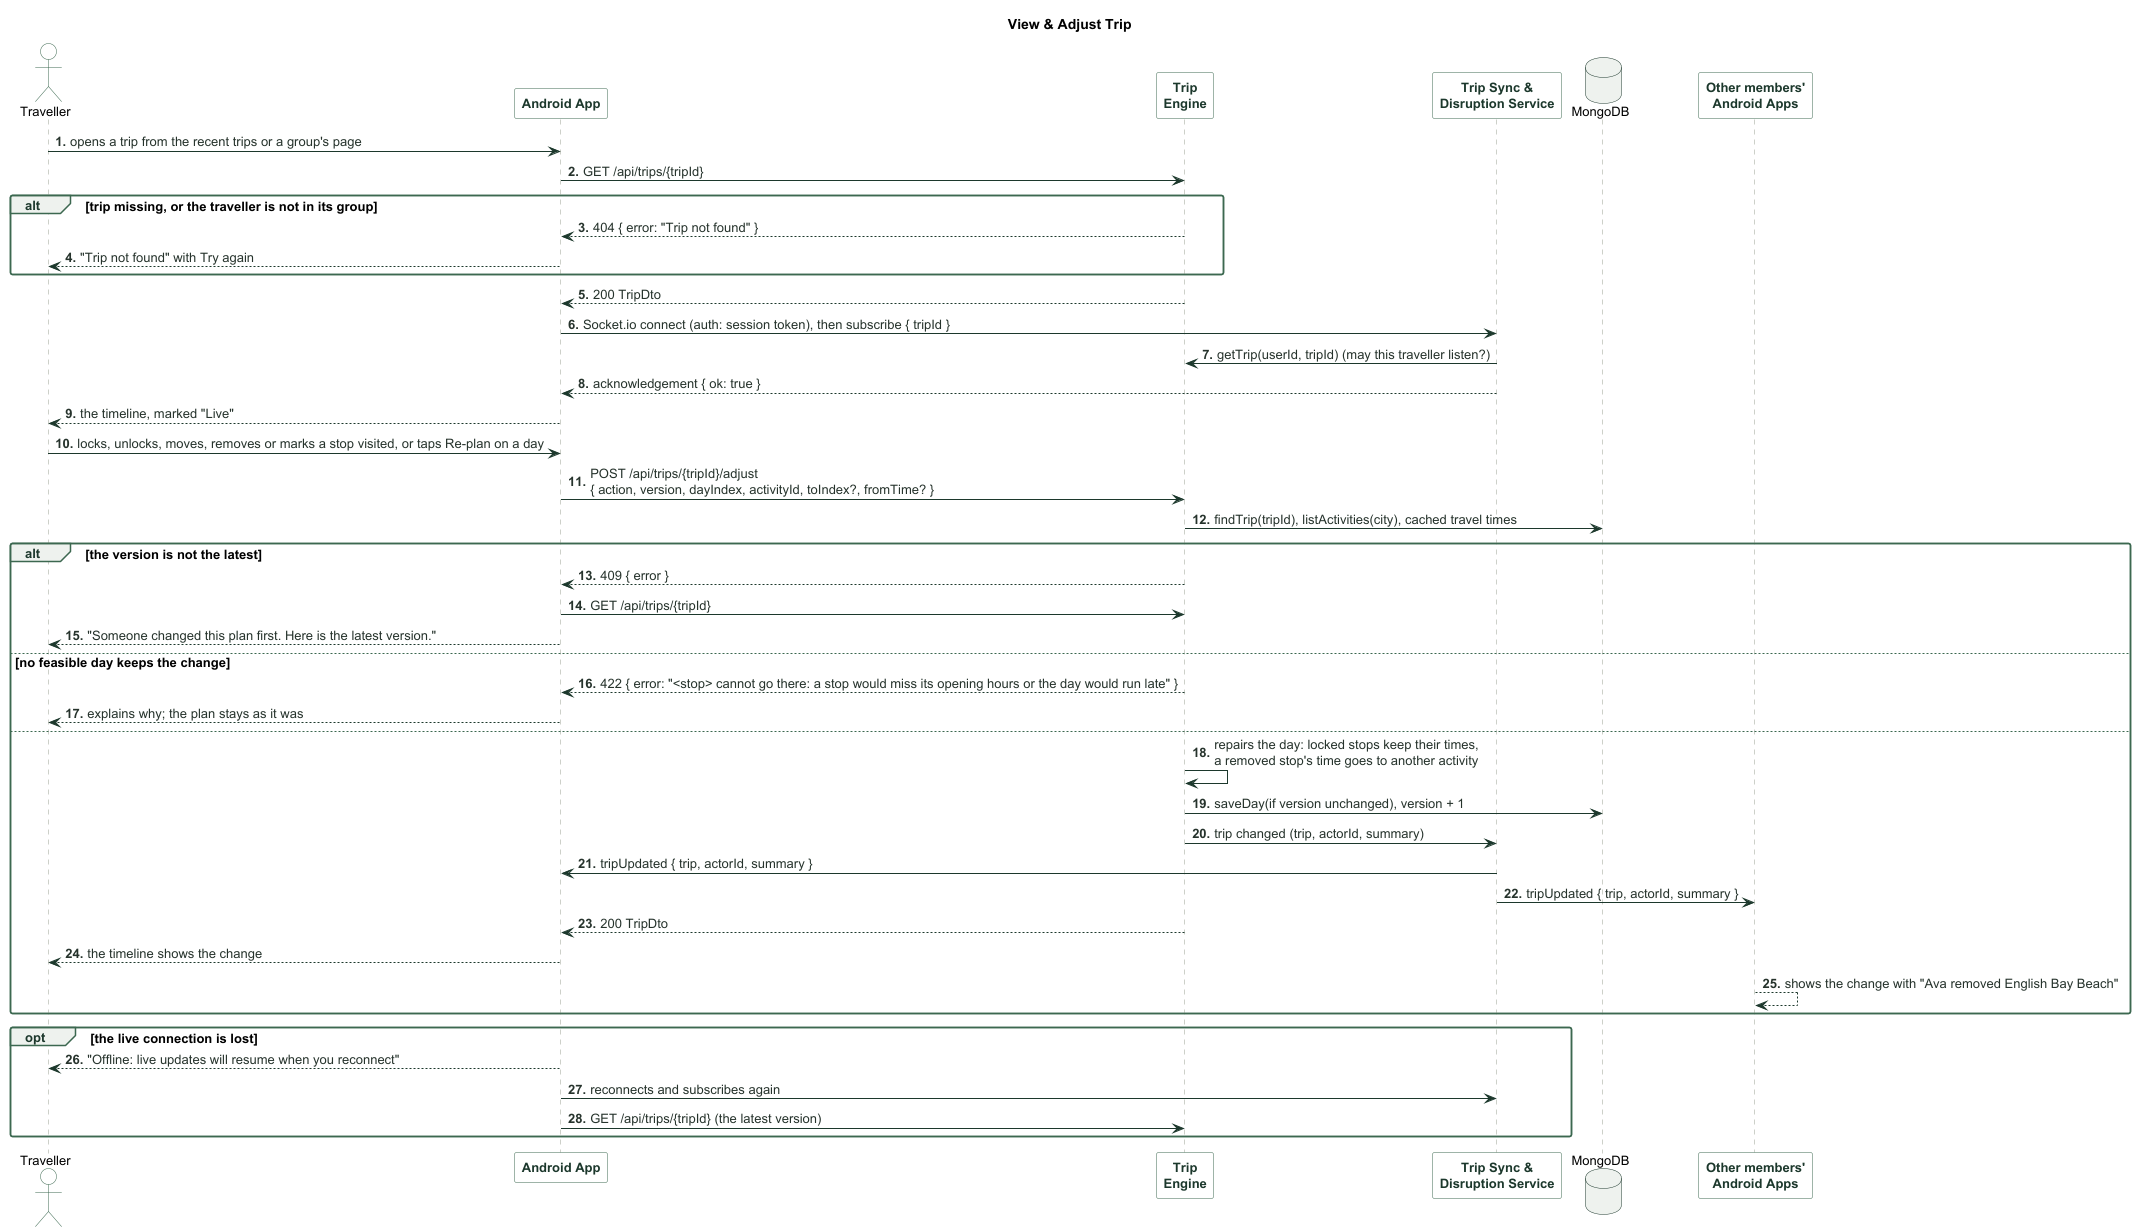 View & Adjust Trip
Traveller
Android App
Trip
Engine
Trip Sync &
Disruption Service
MongoDB
Other members'
Android Apps
1. opens a trip from the recent trips or a group's page
2. GET /api/trips/{tripId}
alt [trip missing, or the traveller is not in its group]
3. 404 { error: "Trip not found" }
4. "Trip not found" with Try again
5. 200 TripDto
6. Socket.io connect (auth: session token), then subscribe { tripId }
7. getTrip(userId, tripId) (may this traveller listen?)
8. acknowledgement { ok: true }
9. the timeline, marked "Live"
10. locks, unlocks, moves, removes or marks a stop visited, or taps Re-plan on a day
11. POST /api/trips/{tripId}/adjust
{ action, version, dayIndex, activityId, toIndex?, fromTime? }
12. findTrip(tripId), listActivities(city), cached travel times
alt [the version is not the latest]
13. 409 { error }
14. GET /api/trips/{tripId}
15. "Someone changed this plan first. Here is the latest version."
[no feasible day keeps the change]
16. 422 { error: "<stop> cannot go there: a stop would miss its opening hours or the day would run late" }
17. explains why; the plan stays as it was
18. repairs the day: locked stops keep their times,
a removed stop's time goes to another activity
19. saveDay(if version unchanged), version + 1
20. trip changed (trip, actorId, summary)
21. tripUpdated { trip, actorId, summary }
22. tripUpdated { trip, actorId, summary }
23. 200 TripDto
24. the timeline shows the change
25. shows the change with "Ava removed English Bay Beach"
opt [the live connection is lost]
26. "Offline: live updates will resume when you reconnect"
27. reconnects and subscribes again
28. GET /api/trips/{tripId} (the latest version)
Traveller
Android App
Trip
Engine
Trip Sync &
Disruption Service
MongoDB
Other members'
Android Apps